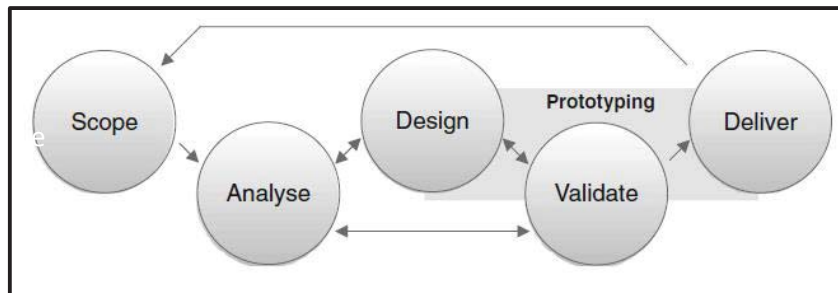 Scope
Analyse
Design
Prototyping
Validate
Deliver
e